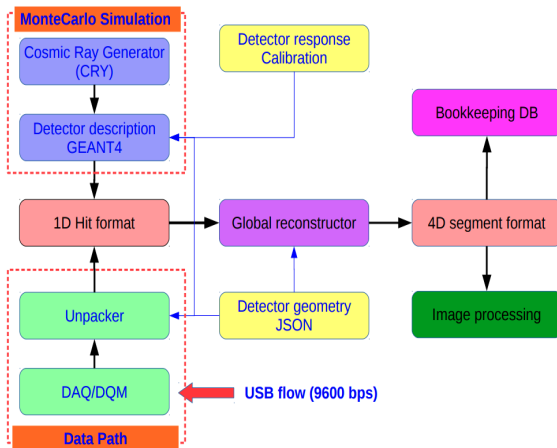 MonteCarlo Simulation
Cosmic Ray Generator
(CRY)
Detector description
GEANT4
Detector response
Calibration
Bookkeeping DB
1D Hit format
Global reconstructor
4D segment format
Unpacker
Detector geometry
JSON
Image processing
DAQ/DQM
USB flow (9600 bps)
Data Path